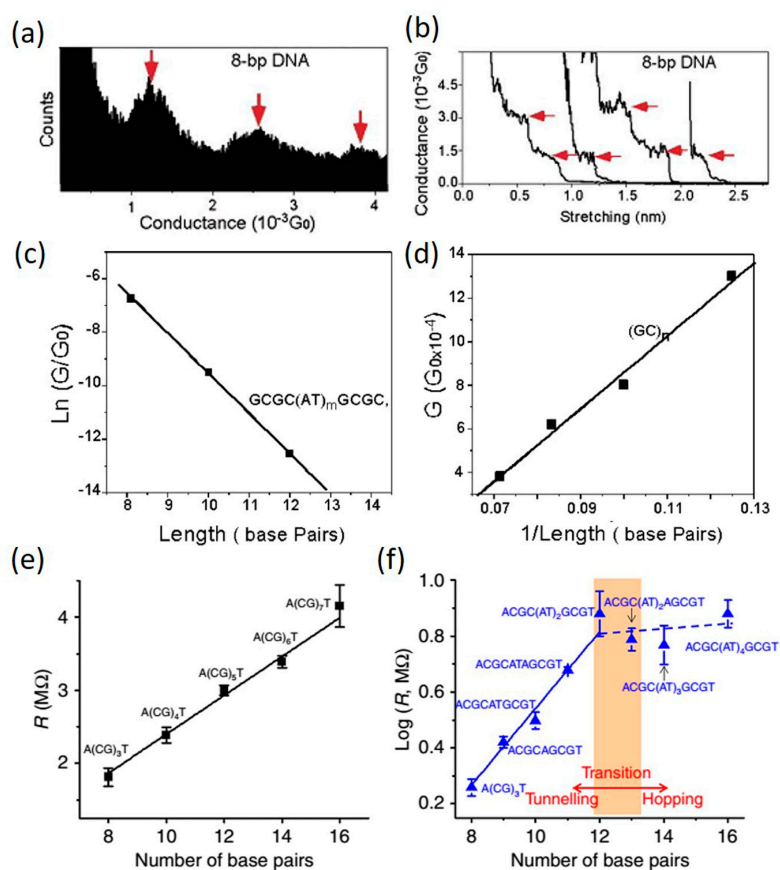 (a)
8-bp DNA
Counts
1
2
3
4
Conductance (10⁻³G₀)
(b)
8-bp DNA
Conductance (10⁻³G₀)
4.5
3.0
1.5
0.0
0.5
1.0
1.5
2.0
2.5
Stretching (nm)
(c)
Ln (G/G₀)
-6
-8
-10
-12
-14
GCGC(AT)ₘGCGC,
8
9
10
11
12
13
14
Length ( base Pairs)
(d)
G (G₀x10⁻⁴)
14
12
10
8
6
4
(GC)ₙ
0.07
0.09
0.11
0.13
1/Length ( base Pairs)
(e)
R (MΩ)
4
3
2
A(CG)₃T
A(CG)₄T
A(CG)₅T
A(CG)₆T
A(CG)₇T
8
10
12
14
16
Number of base pairs
(f)
Log (R, MΩ)
1.0
0.8
0.6
0.4
0.2
ACGC(AT)₂AGCGT
ACGC(AT)₂GCGT
ACGC(AT)₄GCGT
ACGCATAGCGT
ACGC(AT)₃GCGT
ACGCATGCGT
ACGCAGCGT
A(CG)₃T
Transition
Tunnelling
Hopping
8
10
12
14
16
Number of base pairs